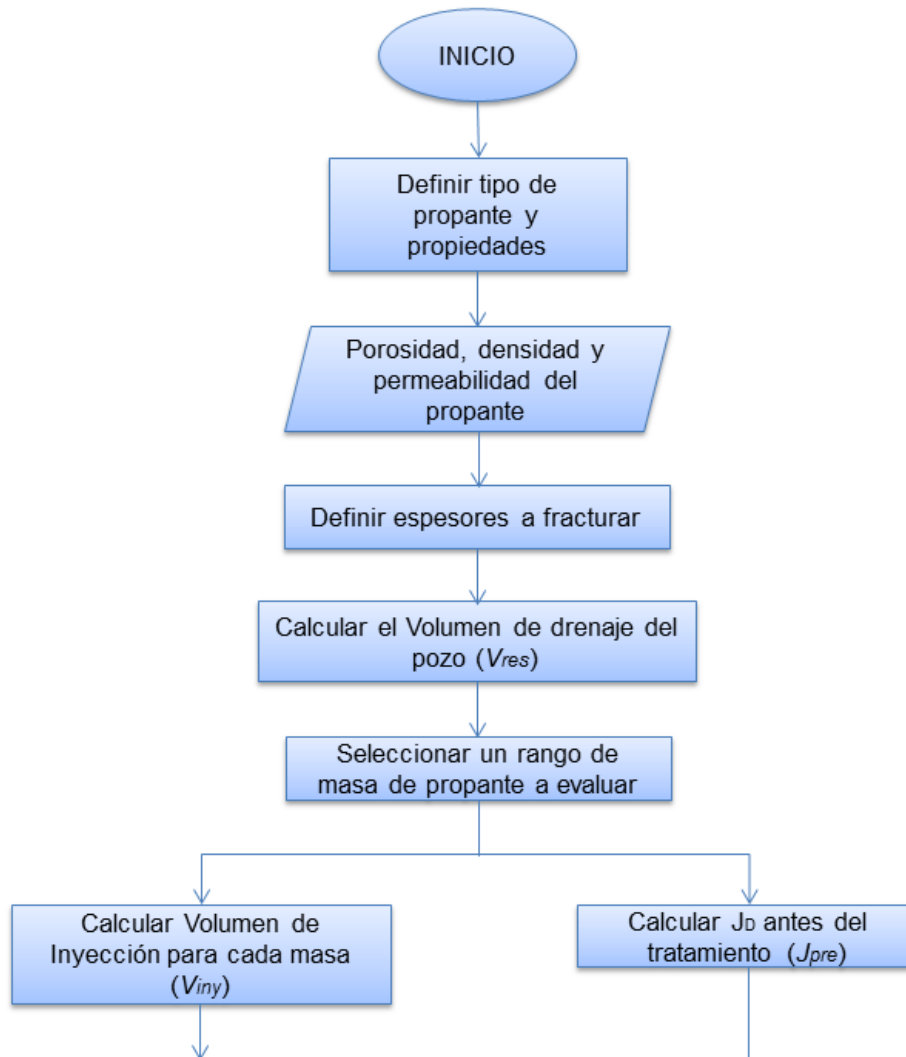 INICIO
Definir tipo de
propante y
propiedades
Porosidad, densidad y
permeabilidad del
propante
Definir espesores a fracturar
Calcular el Volumen de drenaje del
pozo (Vres)
Seleccionar un rango de
masa de propante a evaluar
Calcular Volumen de
Inyección para cada masa
(Viny)
Calcular JD antes del
tratamiento (Jpre)